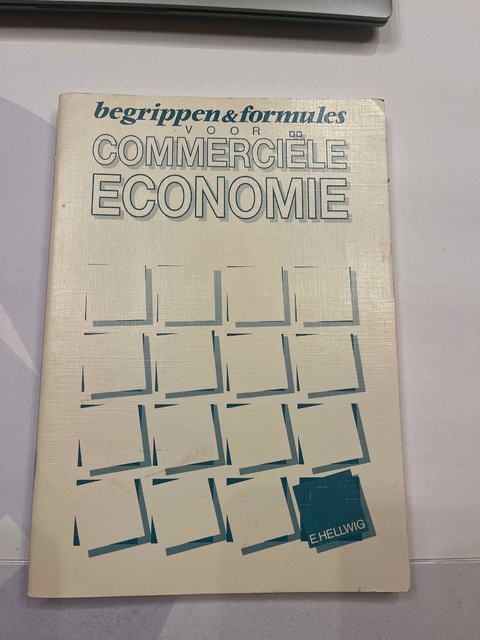 begrippen&formules
VOOR
COMMERCIËLE
ECONOMIE
E.HELLWIG